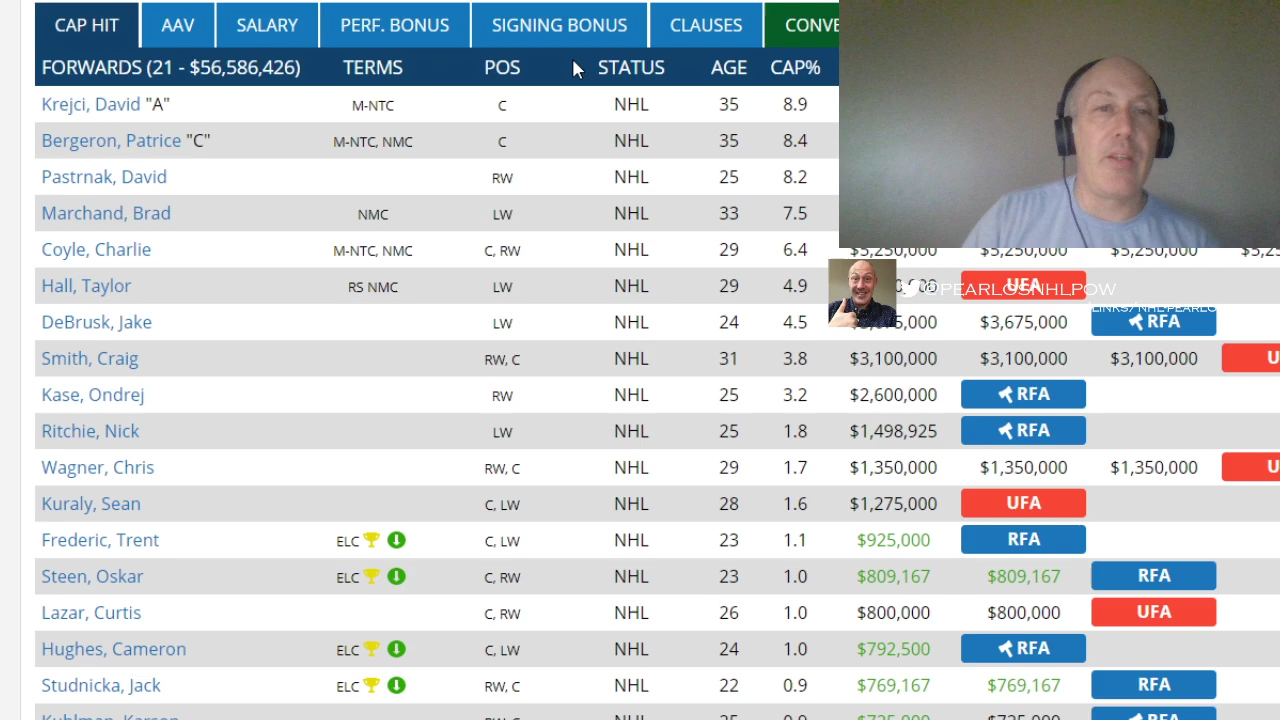 CAP HIT AAV SALARY PERF. BONUS SIGNING BONUS CLAUSES
FORWARDS (21 - $56,586,426) TERMS POS STATUS AGE CAP%
Krejci, David "A" M-NTC C NHL 35 8.9
Bergeron, Patrice "C" M-NTC, NMC C NHL 35 8.4
Pastrnak, David RW NHL 25 8.2
Marchand, Brad NMC LW NHL 33 7.5
Coyle, Charlie M-NTC, NMC C, RW NHL 29 6.4 $5,250,000 $5,250,000 $5,250,000
Hall, Taylor RS NMC LW NHL 29 4.9 UFA
@PEARLOSNHLPOW
DeBrusk, Jake LW NHL 24 4.5 $3,675,000 RFA
Smith, Craig RW, C NHL 31 3.8 $3,100,000 $3,100,000 $3,100,000
Kase, Ondrej RW NHL 25 3.2 $2,600,000 RFA
Ritchie, Nick LW NHL 25 1.8 $1,498,925 RFA
Wagner, Chris RW, C NHL 29 1.7 $1,350,000 $1,350,000 $1,350,000
Kuraly, Sean C, LW NHL 28 1.6 $1,275,000 UFA
Frederic, Trent ELC C, LW NHL 23 1.1 $925,000 RFA
Steen, Oskar ELC C, RW NHL 23 1.0 $809,167 $809,167 RFA
Lazar, Curtis C, RW NHL 26 1.0 $800,000 $800,000 UFA
Hughes, Cameron ELC C, LW NHL 24 1.0 $792,500 RFA
Studnicka, Jack ELC RW, C NHL 22 0.9 $769,167 $769,167 RFA